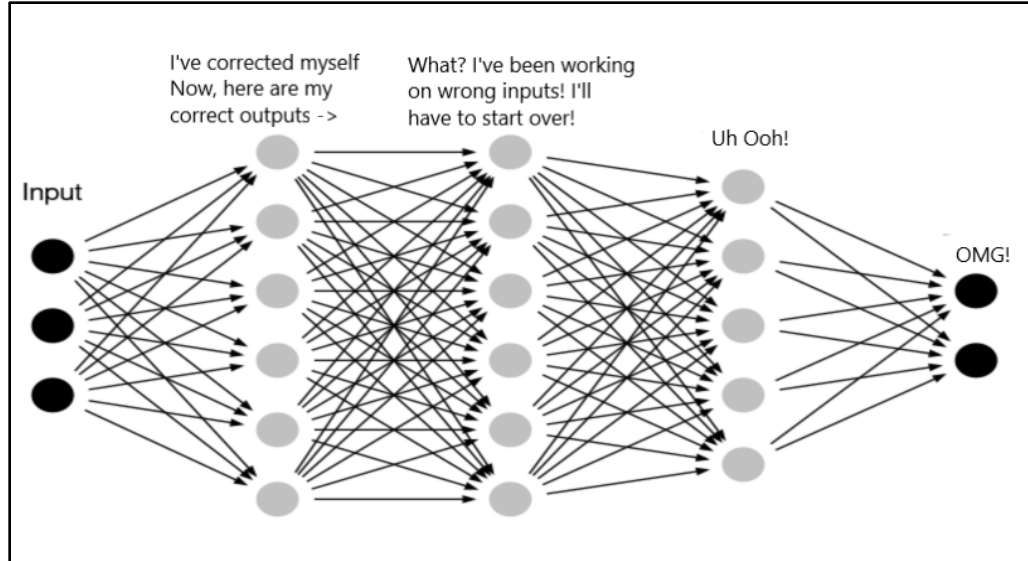 I've corrected myself
Now, here are my
correct outputs ->
What? I've been working
on wrong inputs! I'll
have to start over!
Uh Ooh!
Input
OMG!